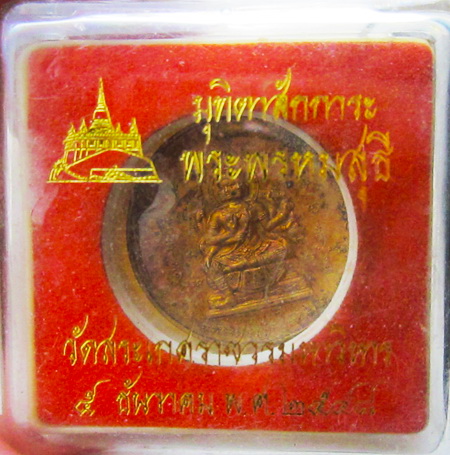 มุทิตาสักการะ
พระพรหมสุธี
วัดสระเกศราชวรมหาวิหาร
๕ ธันวาคม พ.ศ.